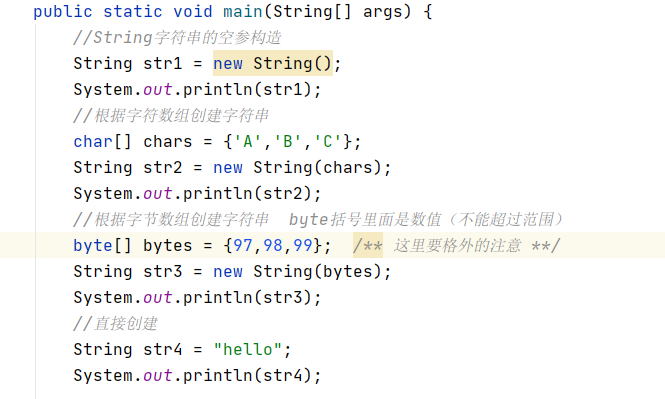 public static void main(String[] args) {
//String字符串的空参构造
String str1 = new String();
System.out.println(str1);
//根据字符数组创建字符串
char[] chars = {'A','B','C'};
String str2 = new String(chars);
System.out.println(str2);
//根据字节数组创建字符串 byte括号里面是数值（不能超过范围）
byte[] bytes = {97,98,99}; /** 这里要格外的注意 **/
String str3 = new String(bytes);
System.out.println(str3);
//直接创建
String str4 = "hello";
System.out.println(str4);